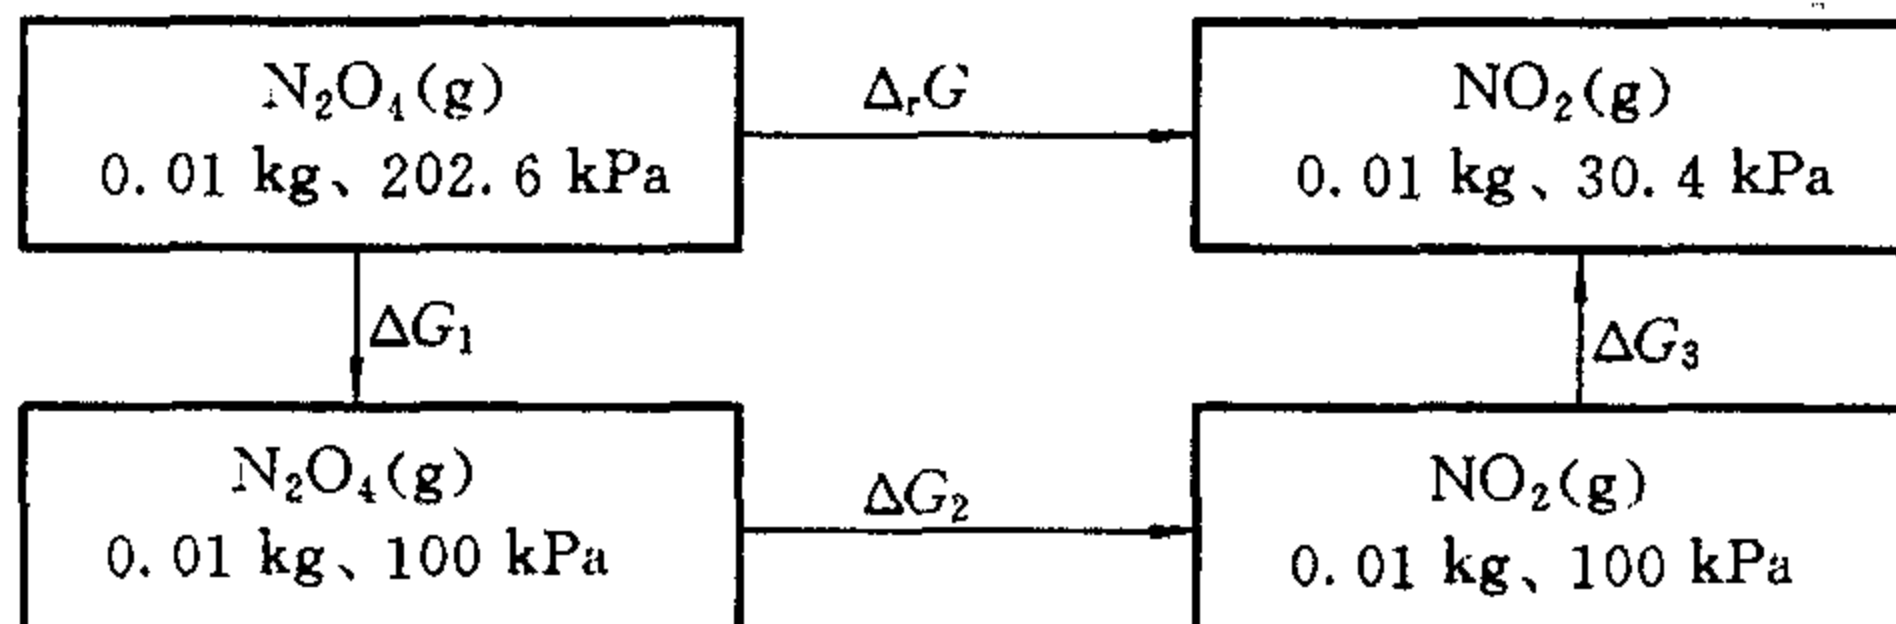 N₂O₄(g)
0.01 kg、202.6 kPa
ΔᵣG
NO₂(g)
0.01 kg、30.4 kPa
ΔG₁
ΔG₃
N₂O₄(g)
0.01 kg、100 kPa
ΔG₂
NO₂(g)
0.01 kg、100 kPa